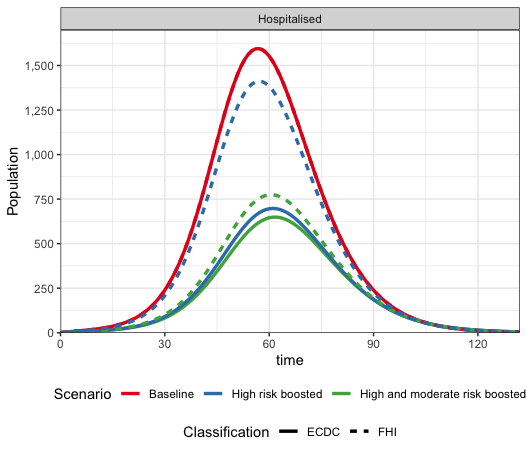 Hospitalised
Population
1,500
1,250
1,000
750
500
250
0
0 30 60 90 120
time
Scenario Baseline High risk boosted High and moderate risk boosted
Classification ECDC FHI